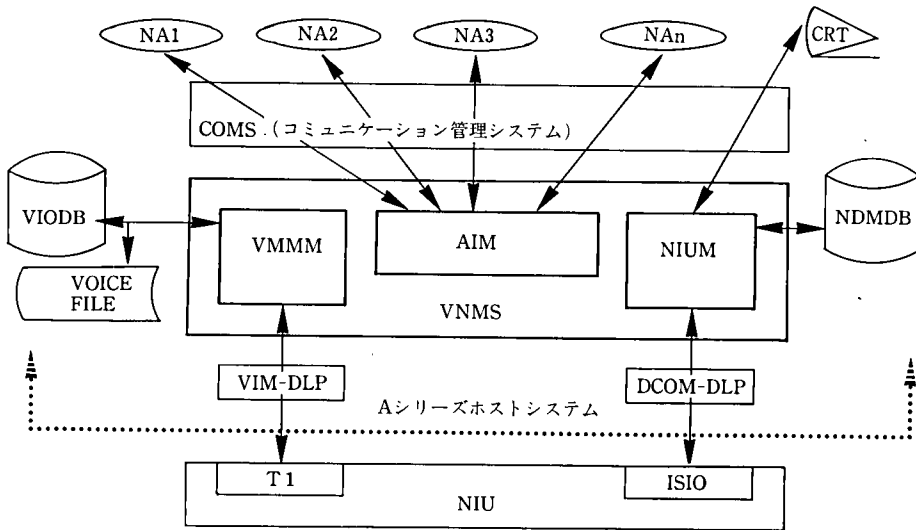 NA1
NA2
NA3
NAn
CRT
COMS (コミュニケーション管理システム)
VIODB
VMMM
AIM
NIUM
NDMDB
VOICE
FILE
VNMS
VIM-DLP
DCOM-DLP
Aシリーズホストシステム
T1
ISIO
NIU